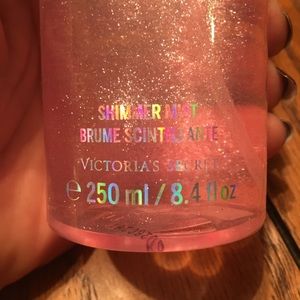 SHIMMER MIST
BRUME SCINTILLANTE
VICTORIA'S SECRET
e 250 ml / 8.4 fl oz